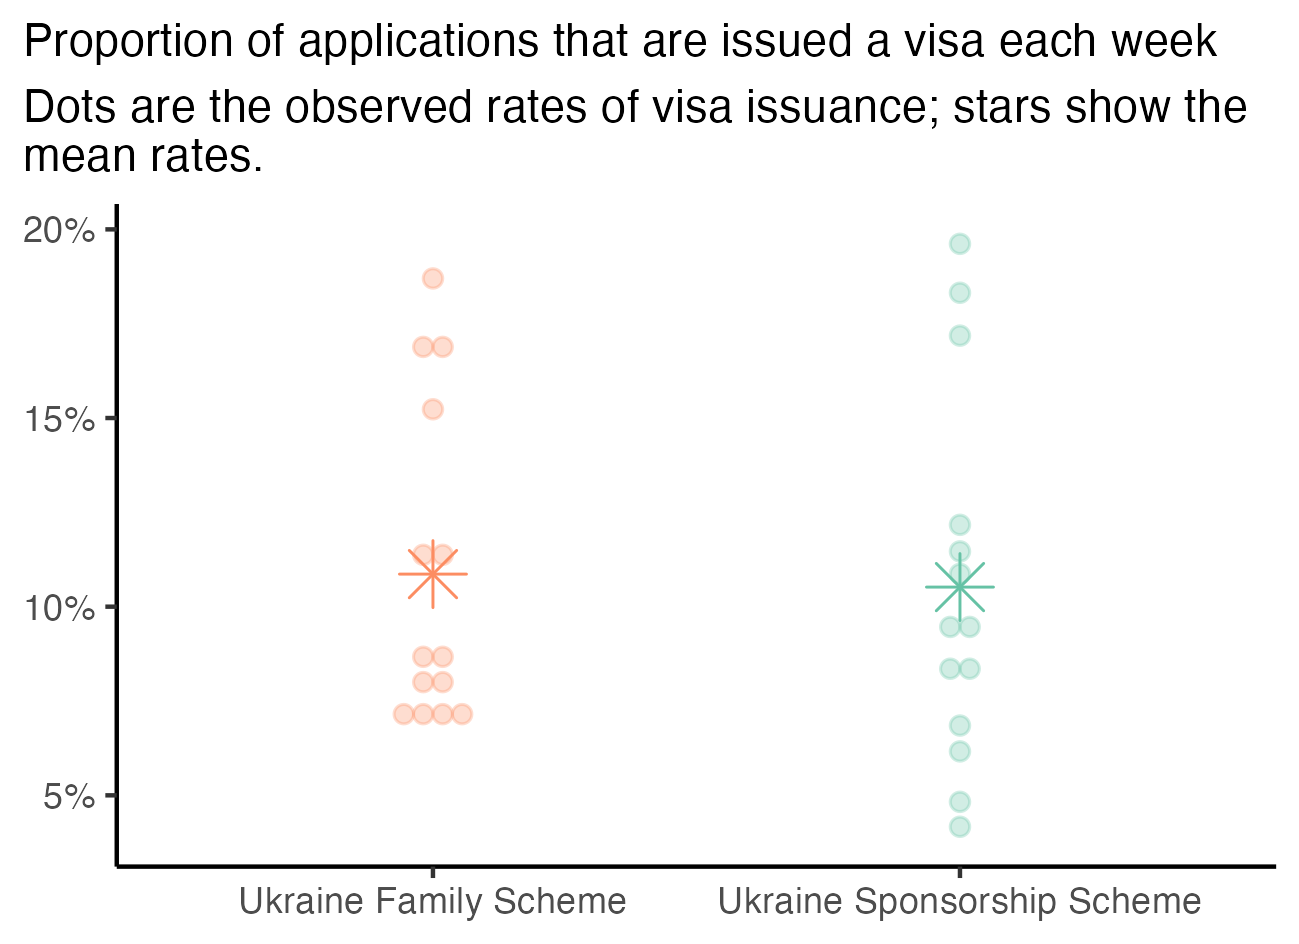 Proportion of applications that are issued a visa each week
Dots are the observed rates of visa issuance; stars show the
mean rates.
20%
15%
10%
5%
Ukraine Family Scheme
Ukraine Sponsorship Scheme